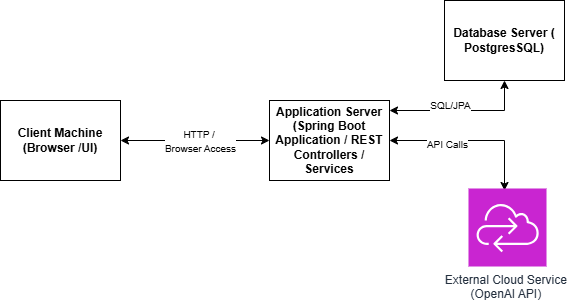 Database Server (
PostgresSQL)
SQL/JPA
Client Machine
(Browser /UI)
HTTP /
Browser Access
Application Server
(Spring Boot
Application / REST
Controllers /
Services
API Calls
External Cloud Service
(OpenAI API)